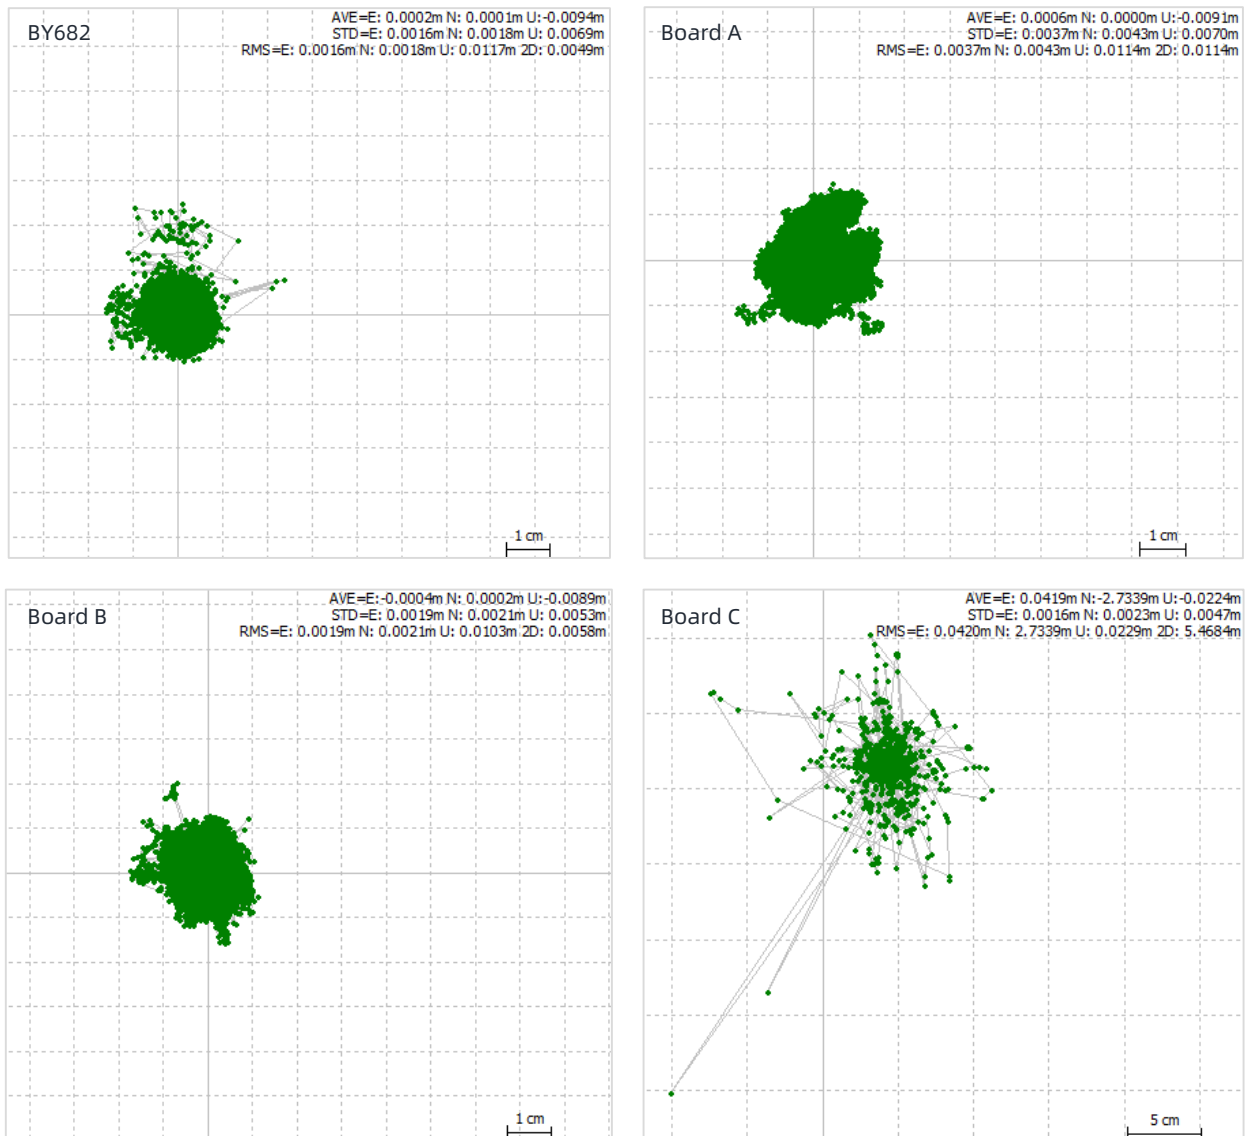 BY682
AVE=E: 0.0002m N: 0.0001m U:-0.0094m
STD=E: 0.0016m N: 0.0018m U: 0.0069m
RMS=E: 0.0016m N: 0.0018m U: 0.0117m 2D: 0.0049m
1 cm
Board A
AVE=E: 0.0006m N: 0.0000m U:-0.0091m
STD=E: 0.0037m N: 0.0043m U: 0.0070m
RMS=E: 0.0037m N: 0.0043m U: 0.0114m 2D: 0.0114m
1 cm
Board B
AVE=E:-0.0004m N: 0.0002m U:-0.0089m
STD=E: 0.0019m N: 0.0021m U: 0.0053m
RMS=E: 0.0019m N: 0.0021m U: 0.0103m 2D: 0.0058m
1 cm
Board C
AVE=E: 0.0419m N:-2.7339m U:-0.0224m
STD=E: 0.0016m N: 0.0023m U: 0.0047m
RMS=E: 0.0420m N: 2.7339m U: 0.0229m 2D: 5.4684m
5 cm